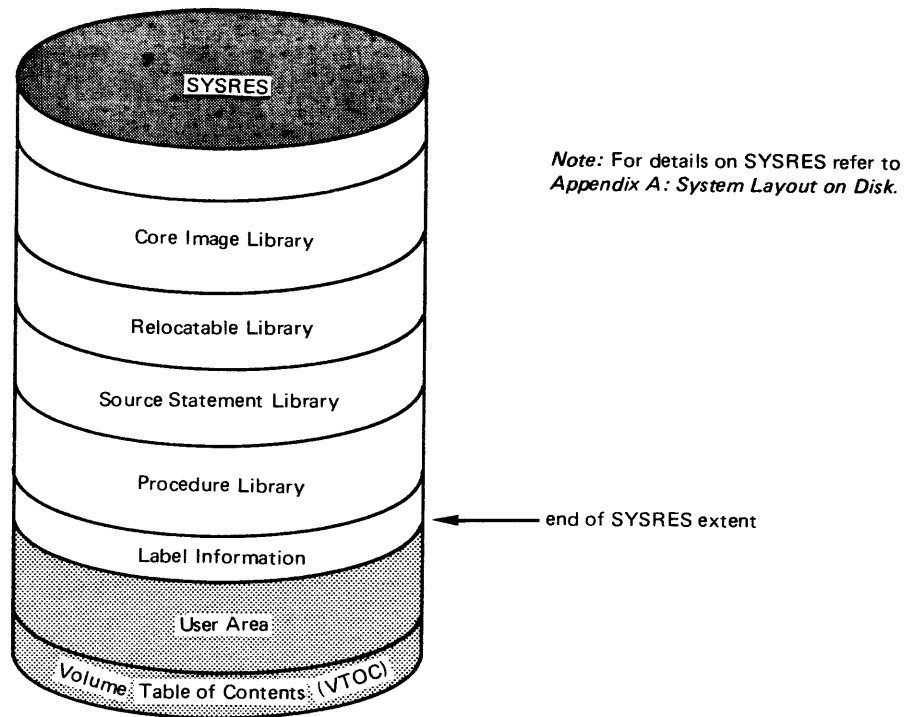 SYSRES
Note: For details on SYSRES refer to
Appendix A: System Layout on Disk.
Core Image Library
Relocatable Library
Source Statement Library
Procedure Library
end of SYSRES extent
Label Information
User Area
Volume Table of Contents (VTOC)